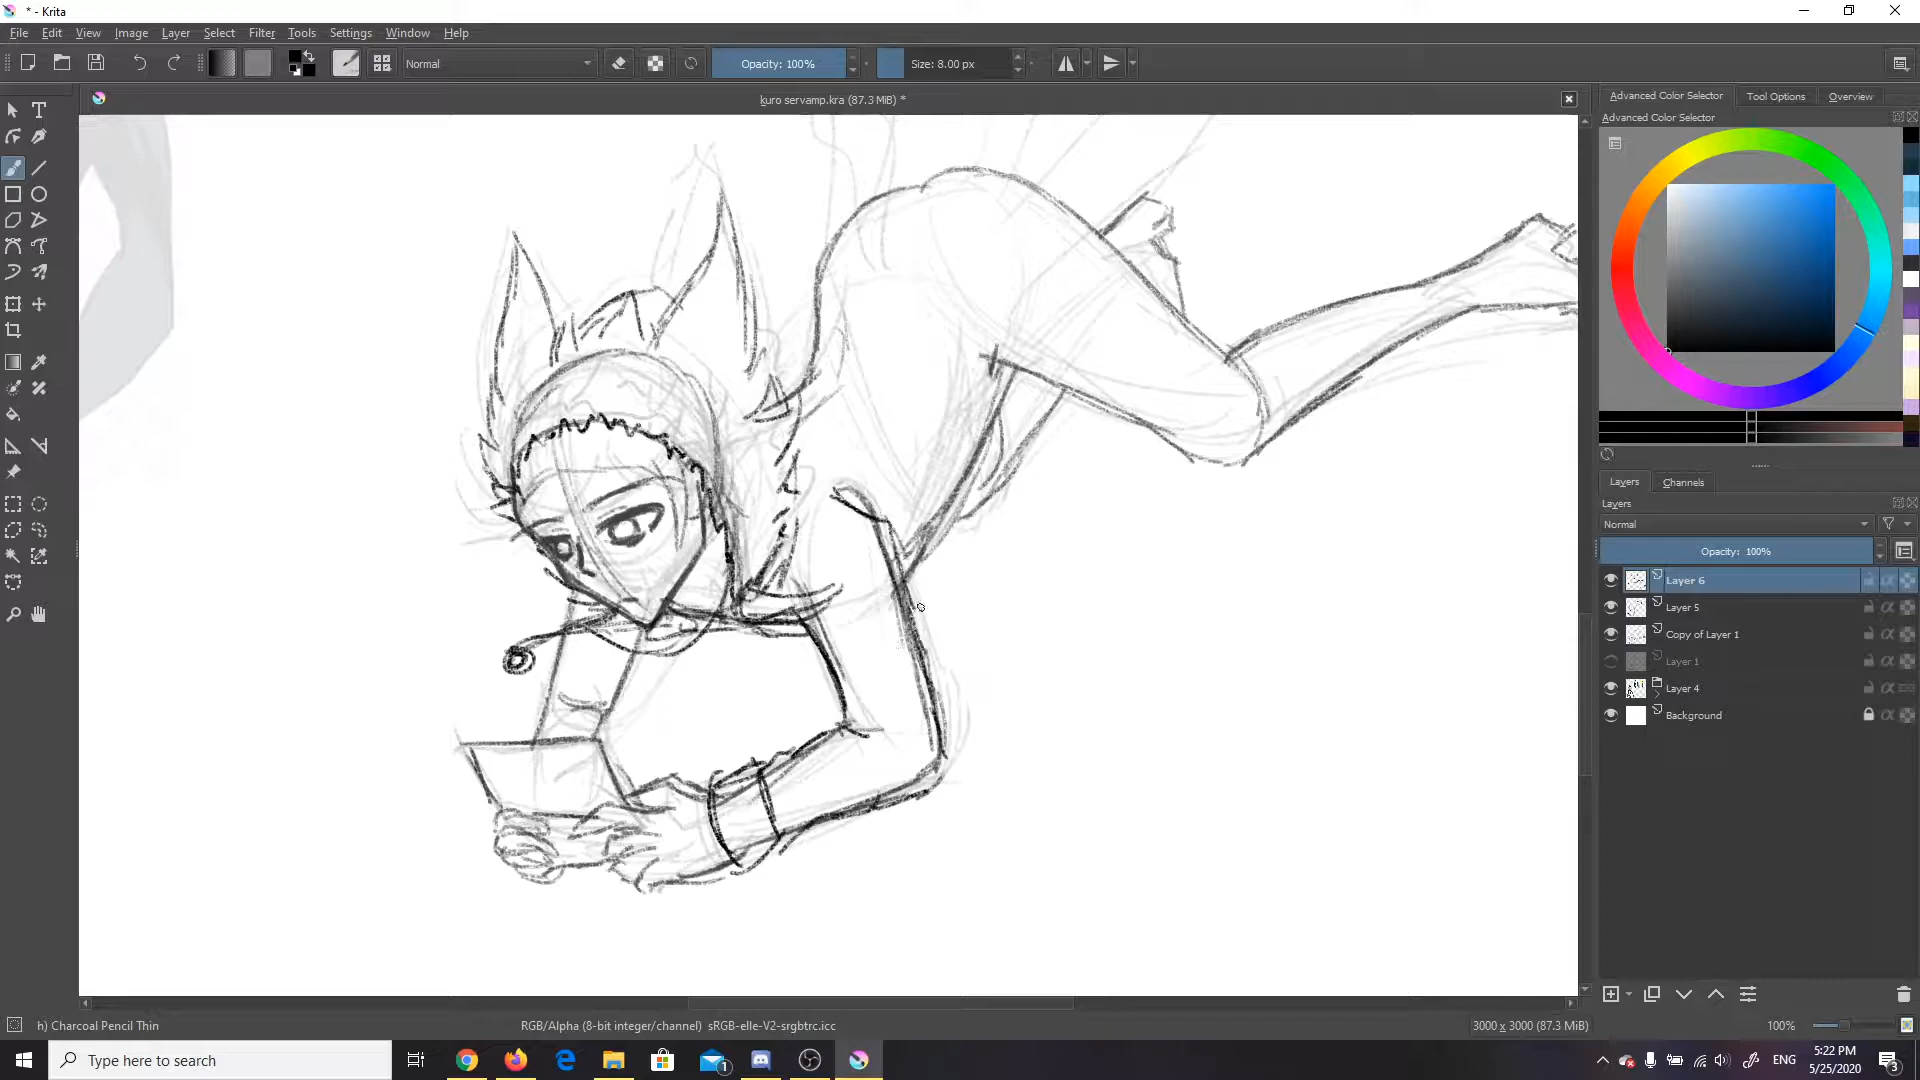 * - Krita
File Edit View Image Layer Select Filter Tools Settings Window Help
Normal Opacity: 100% Size: 8.00 px
kuro servamp.kra (87.3 MiB) *
Advanced Color Selector Tool Options Overview
Advanced Color Selector
Layers Channels
Layers
Normal
Opacity: 100%
Layer 6
Layer 5
Copy of Layer 1
Layer 1
Layer 4
Background
h) Charcoal Pencil Thin RGB/Alpha (8-bit integer/channel) sRGB-elle-V2-srgbtrc.icc 3000 x 3000 (87.3 MiB) 100%
Type here to search 1 ENG 5:22 PM 3
5/25/2020